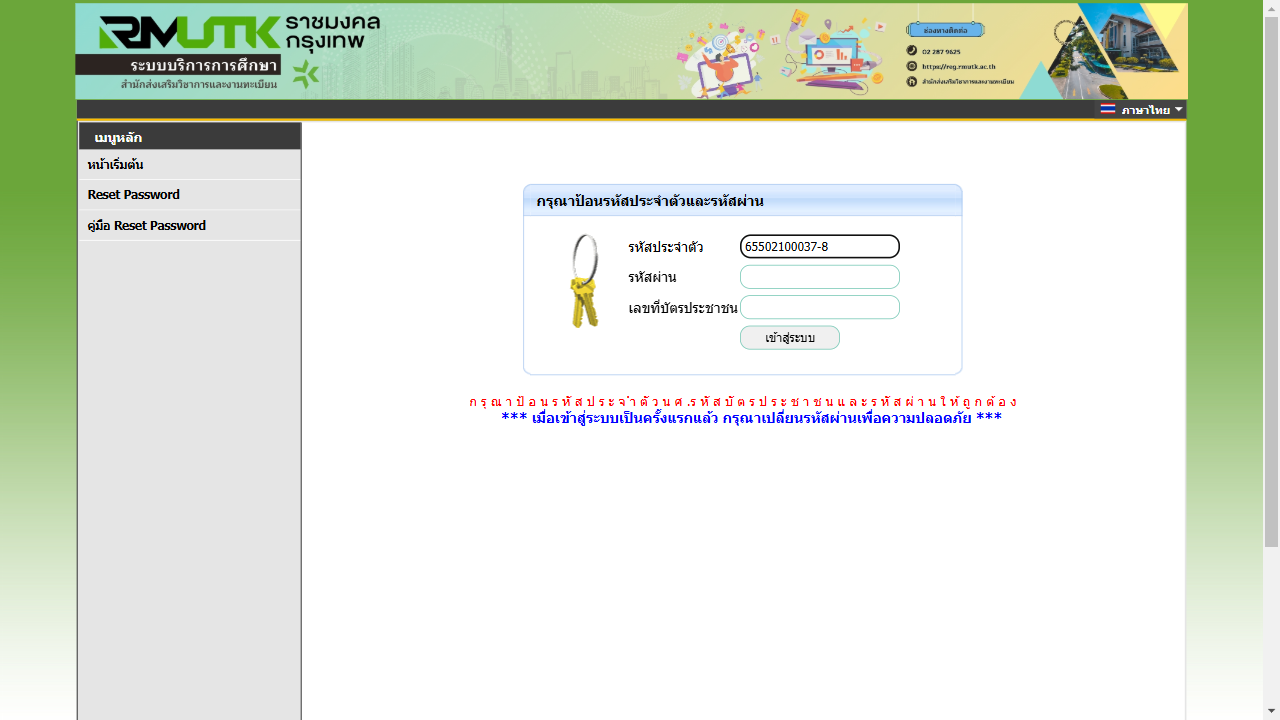 RMUTK ราชมงคล
กรุงเทพ
ระบบบริการการศึกษา
สำนักส่งเสริมวิชาการและงานทะเบียน
ช่องทางติดต่อ
02 287 9625
https://reg.rmutk.ac.th
สำนักส่งเสริมวิชาการและงานทะเบียน
ภาษาไทย
เมนูหลัก
หน้าเริ่มต้น
Reset Password
คู่มือ Reset Password
กรุณาป้อนรหัสประจำตัวและรหัสผ่าน
รหัสประจำตัว 65502100037-8
รหัสผ่าน
เลขที่บัตรประชาชน
เข้าสู่ระบบ
กรุณาป้อนรหัสประจำตัวนศ.รหัสบัตรประชาชนและรหัสผ่านให้ถูกต้อง
*** เมื่อเข้าสู่ระบบเป็นครั้งแรกแล้ว กรุณาเปลี่ยนรหัสผ่านเพื่อความปลอดภัย ***